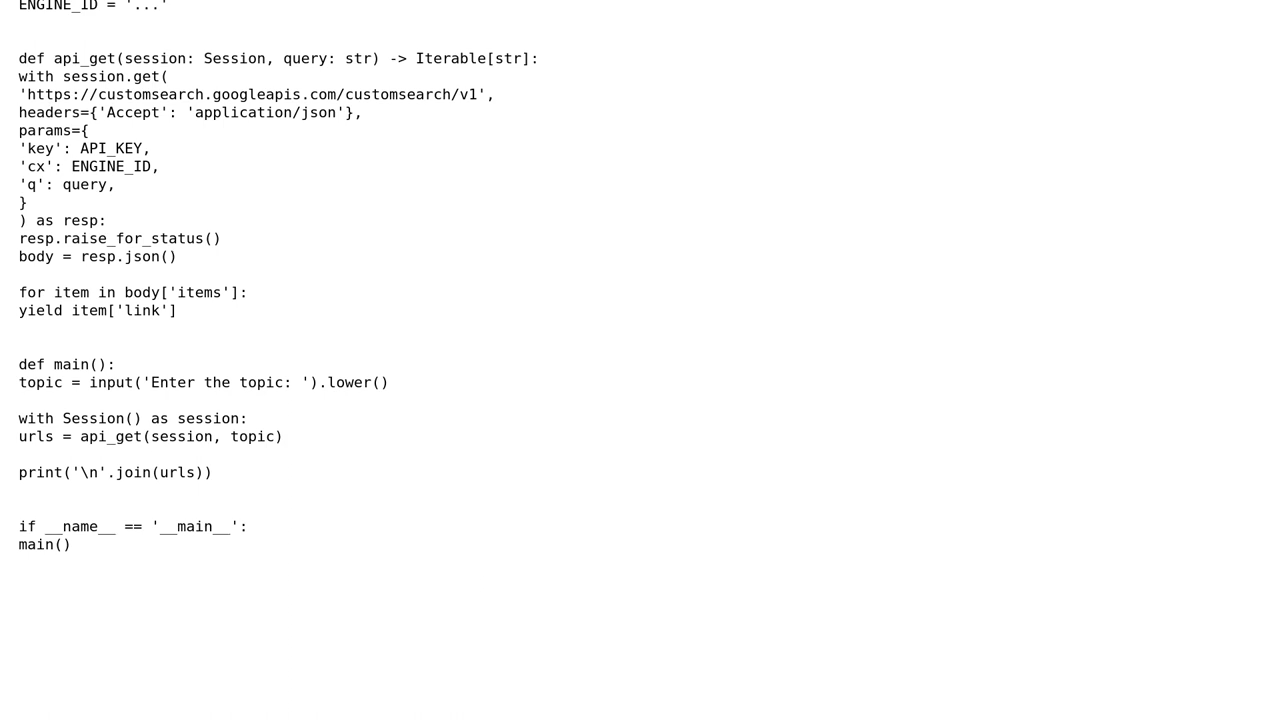 ENGINE_ID = '...'
def api_get(session: Session, query: str) -> Iterable[str]:
with session.get(
'https://customsearch.googleapis.com/customsearch/v1',
headers={'Accept': 'application/json'},
params={
'key': API_KEY,
'cx': ENGINE_ID,
'q': query,
}
) as resp:
resp.raise_for_status()
body = resp.json()
for item in body['items']:
yield item['link']
def main():
topic = input('Enter the topic: ').lower()
with Session() as session:
urls = api_get(session, topic)
print('\n'.join(urls))
if __name__ == '__main__':
main()